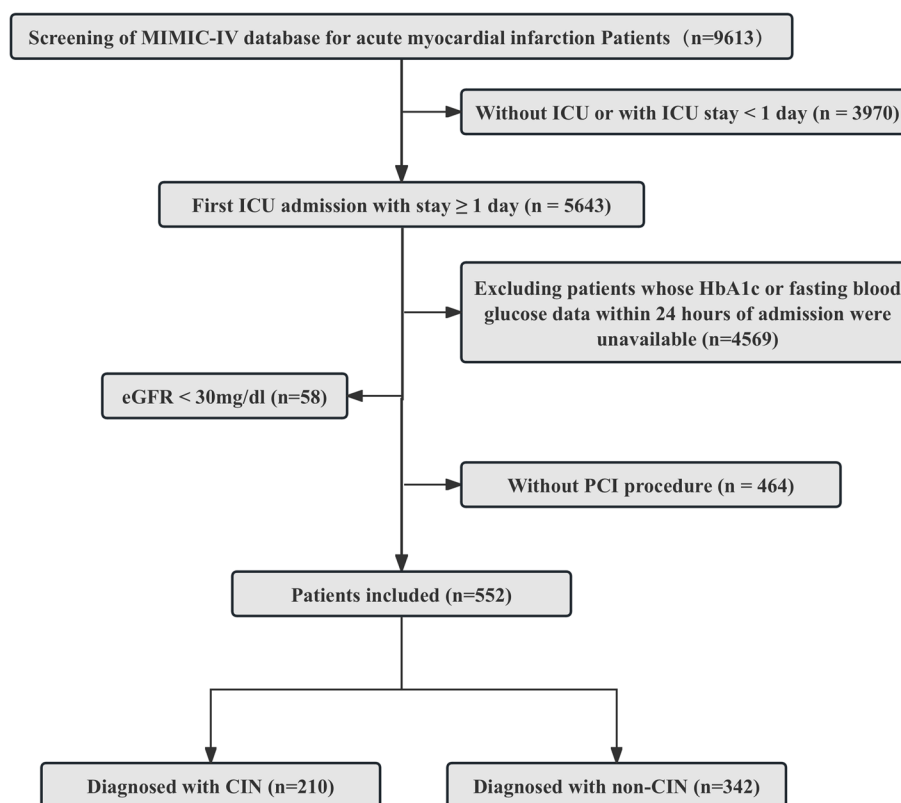 Screening of MIMIC-IV database for acute myocardial infarction Patients（n=9613）
Without ICU or with ICU stay < 1 day (n = 3970)
First ICU admission with stay ≥ 1 day (n = 5643)
Excluding patients whose HbA1c or fasting blood
glucose data within 24 hours of admission were
unavailable (n=4569)
eGFR < 30mg/dl (n=58)
Without PCI procedure (n = 464)
Patients included (n=552)
Diagnosed with CIN (n=210)
Diagnosed with non-CIN (n=342)